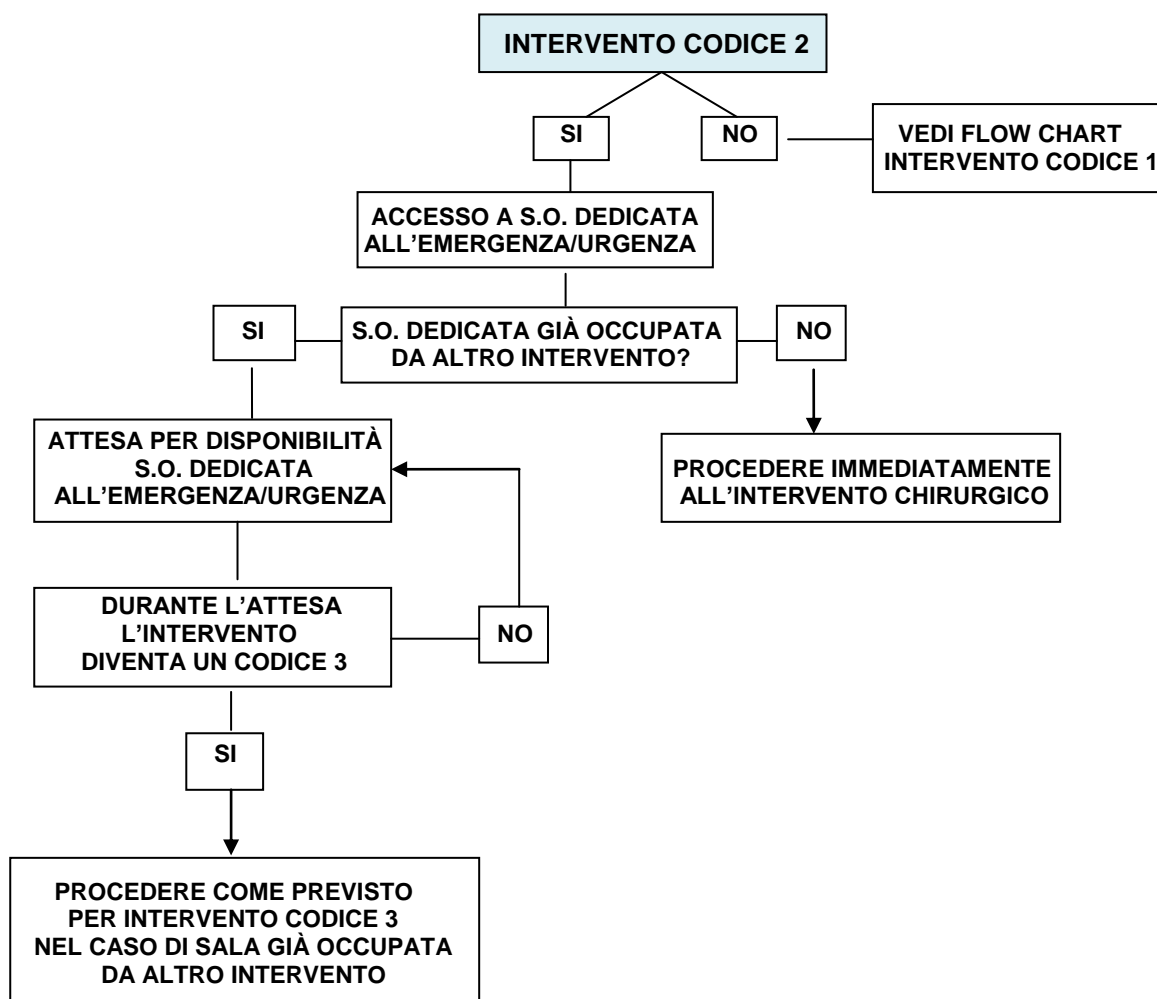 INTERVENTO CODICE 2
SI
NO
VEDI FLOW CHART
INTERVENTO CODICE 1
ACCESSO A S.O. DEDICATA
ALL’EMERGENZA/URGENZA
SI
S.O. DEDICATA GIÀ OCCUPATA
DA ALTRO INTERVENTO?
NO
ATTESA PER DISPONIBILITÀ
S.O. DEDICATA
ALL’EMERGENZA/URGENZA
PROCEDERE IMMEDIATAMENTE
ALL’INTERVENTO CHIRURGICO
DURANTE L’ATTESA
L’INTERVENTO
DIVENTA UN CODICE 3
NO
SI
PROCEDERE COME PREVISTO
PER INTERVENTO CODICE 3
NEL CASO DI SALA GIÀ OCCUPATA
DA ALTRO INTERVENTO